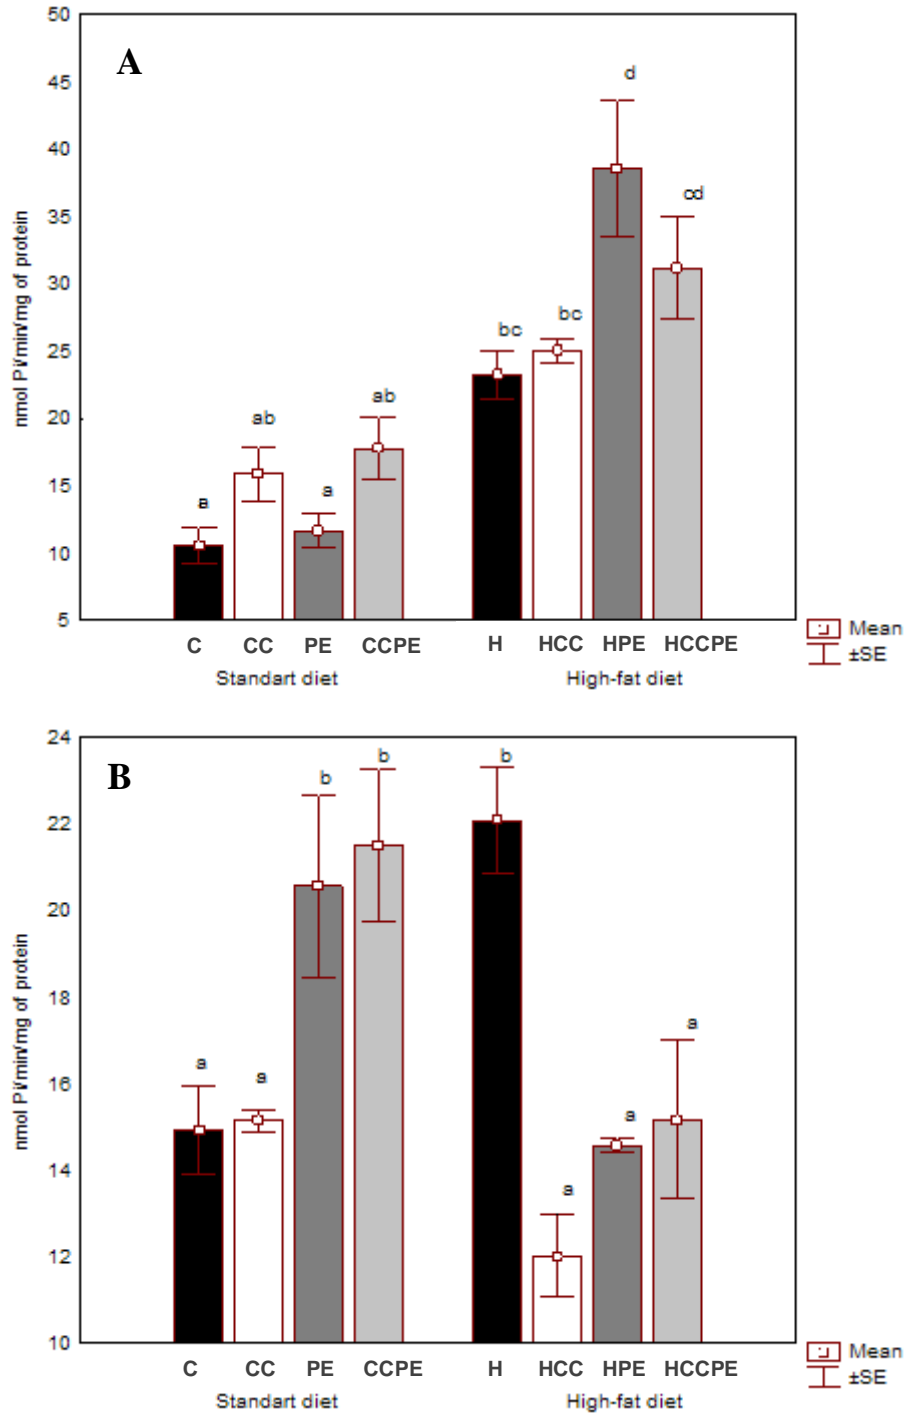 50
A
45
d
40
35
cd
30
bc
bc
25
nmol Pi/min/mg of protein
ab
ab
20
15
a
a
10
5
C CC PE CCPE H HCC HPE HCCPE
Mean
±SE
Standart diet High-fat diet
24
B
b
b
b
22
20
18
nmol Pi/min/mg of protein
a
a
a
16
a
14
a
12
10
C CC PE CCPE H HCC HPE HCCPE
Mean
±SE
Standart diet High-fat diet